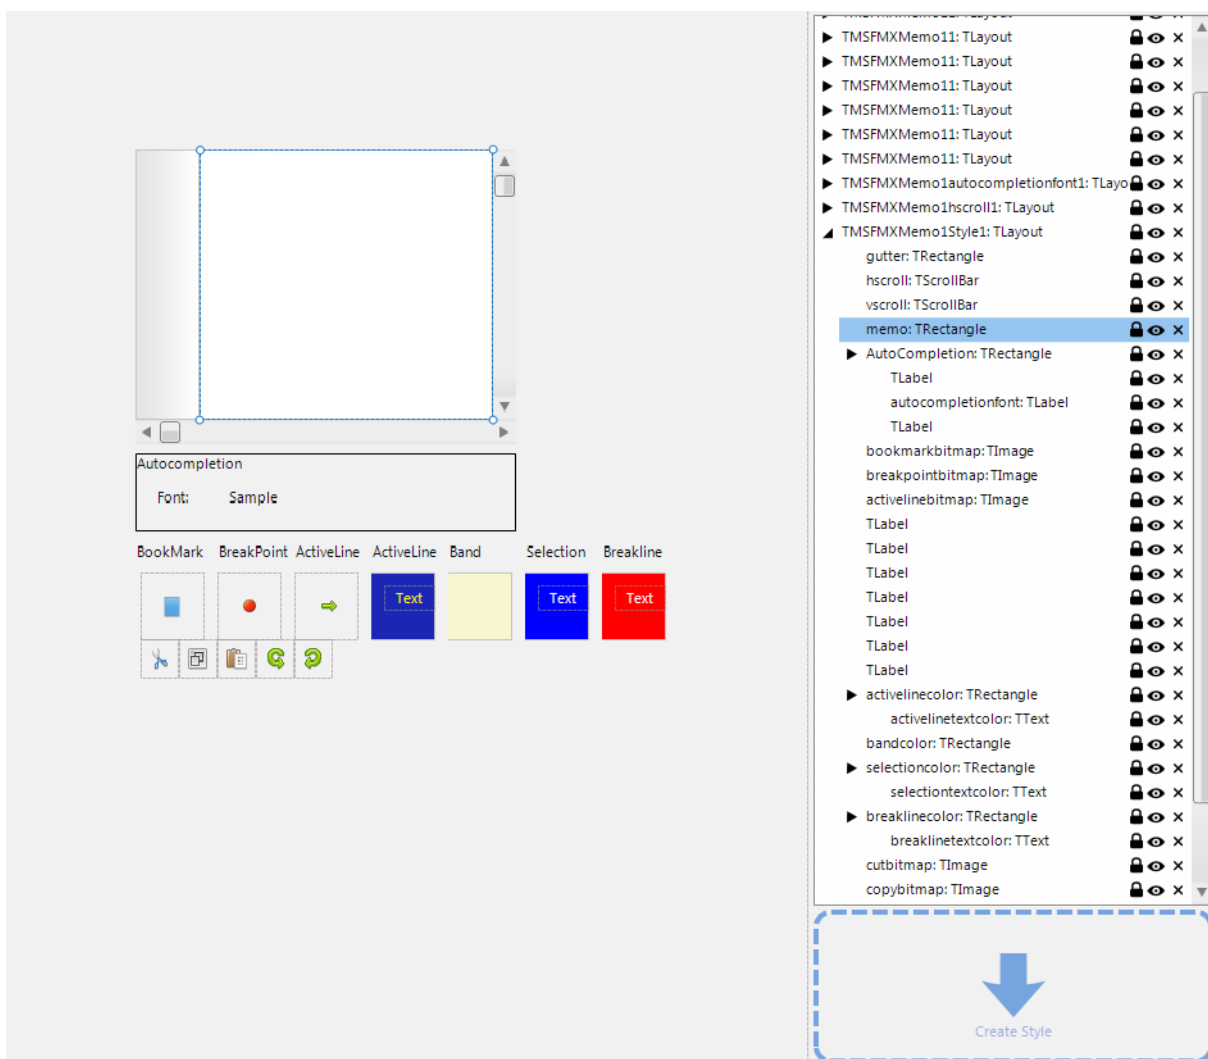 Autocompletion
Font: Sample
BookMark BreakPoint ActiveLine ActiveLine Band Selection Breakline
Text Text Text
TMSFMXMemo11: TLayout
TMSFMXMemo11: TLayout
TMSFMXMemo11: TLayout
TMSFMXMemo11: TLayout
TMSFMXMemo11: TLayout
TMSFMXMemo11: TLayout
TMSFMXMemo1autocompletionfont1: TLayo
TMSFMXMemo1hscroll1: TLayout
TMSFMXMemo1Style1: TLayout
gutter: TRectangle
hscroll: TScrollBar
vscroll: TScrollBar
memo: TRectangle
AutoCompletion: TRectangle
TLabel
autocompletionfont: TLabel
TLabel
bookmarkbitmap: TImage
breakpointbitmap: TImage
activelinebitmap: TImage
TLabel
TLabel
TLabel
TLabel
TLabel
TLabel
TLabel
activelinecolor: TRectangle
activelinetextcolor: TText
bandcolor: TRectangle
selectioncolor: TRectangle
selectiontextcolor: TText
breaklinecolor: TRectangle
breaklinetextcolor: TText
cutbitmap: TImage
copybitmap: TImage
Create Style